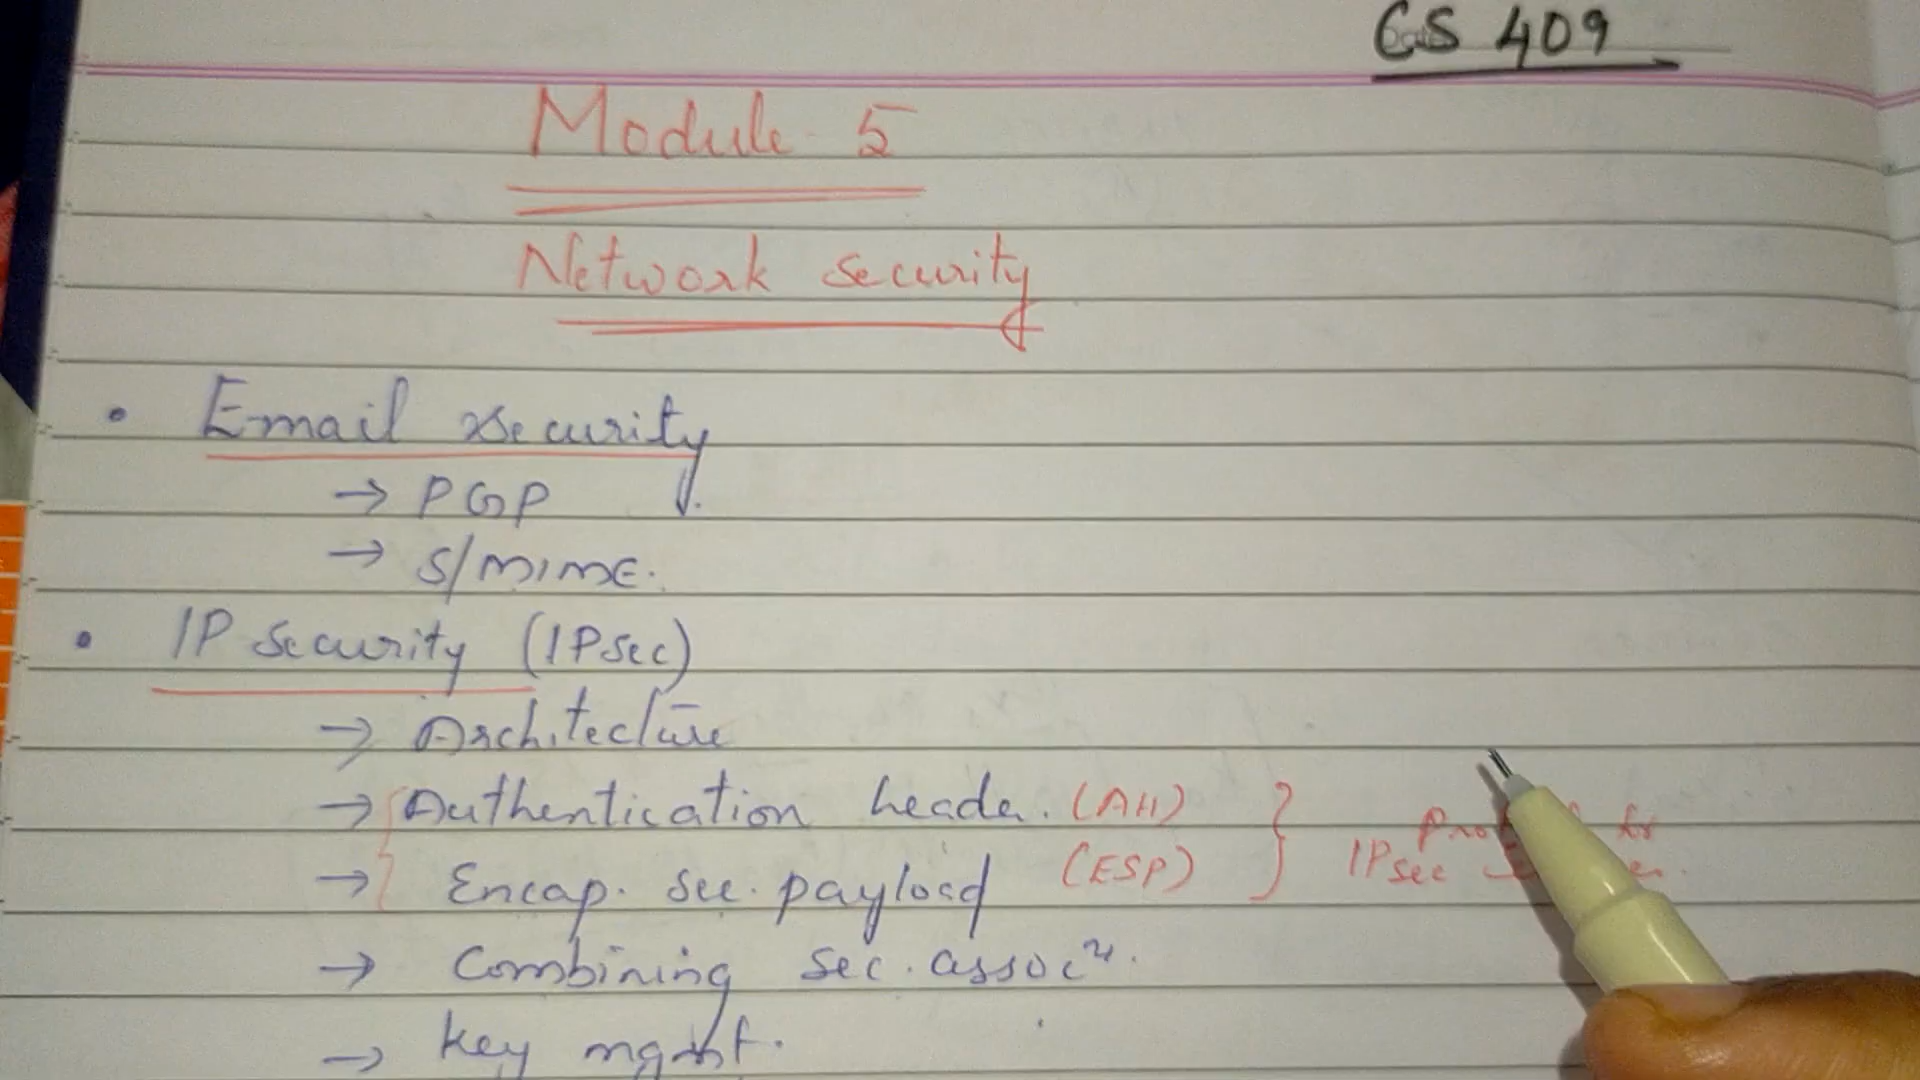 CS 409
Module 5
Network security
• Email security
→ PGP
→ S/MIME.
• IP Security (IPsec)
→ Architecture
→ Authentication header. (AH)
→ Encap. sec. payload (ESP)
IPsec
→ Combining sec. assocⁿ.
→ key mgmt.